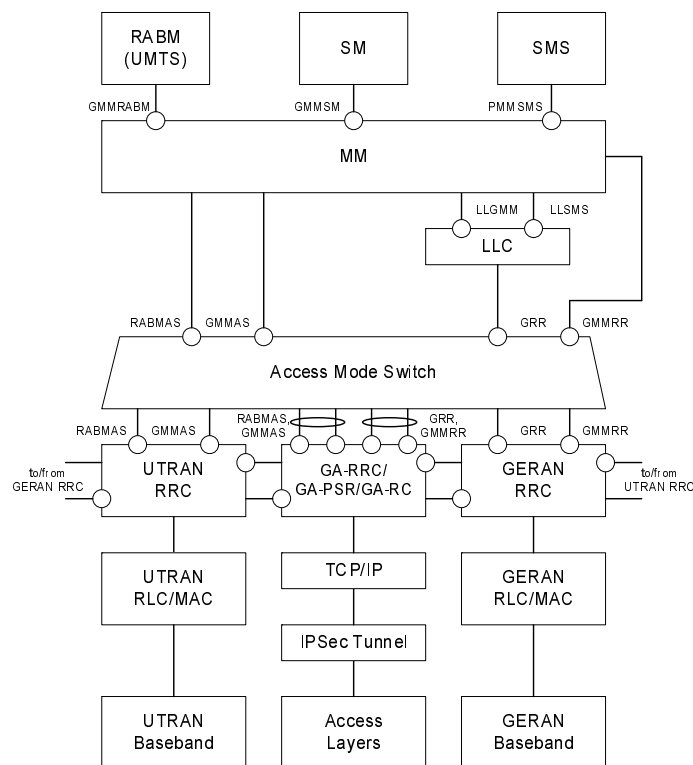 RABM
(UMTS)
SM
SMS
GMMRABM
GMMSM
PMMSMS
MM
LLGMM
LLSMS
LLC
RABMAS
GMMAS
GRR
GMMRR
Access Mode Switch
RABMAS,
GMMAS
GRR,
GMMRR
RABMAS
GMMAS
GRR
GMMRR
to/from
GERAN RRC
UTRAN
RRC
GA-RRC/
GA-PSR/GA-RC
GERAN
RRC
to/from
UTRAN RRC
UTRAN
RLC/MAC
TCP/IP
GERAN
RLC/MAC
IPSec Tunnel
UTRAN
Baseband
Access
Layers
GERAN
Baseband